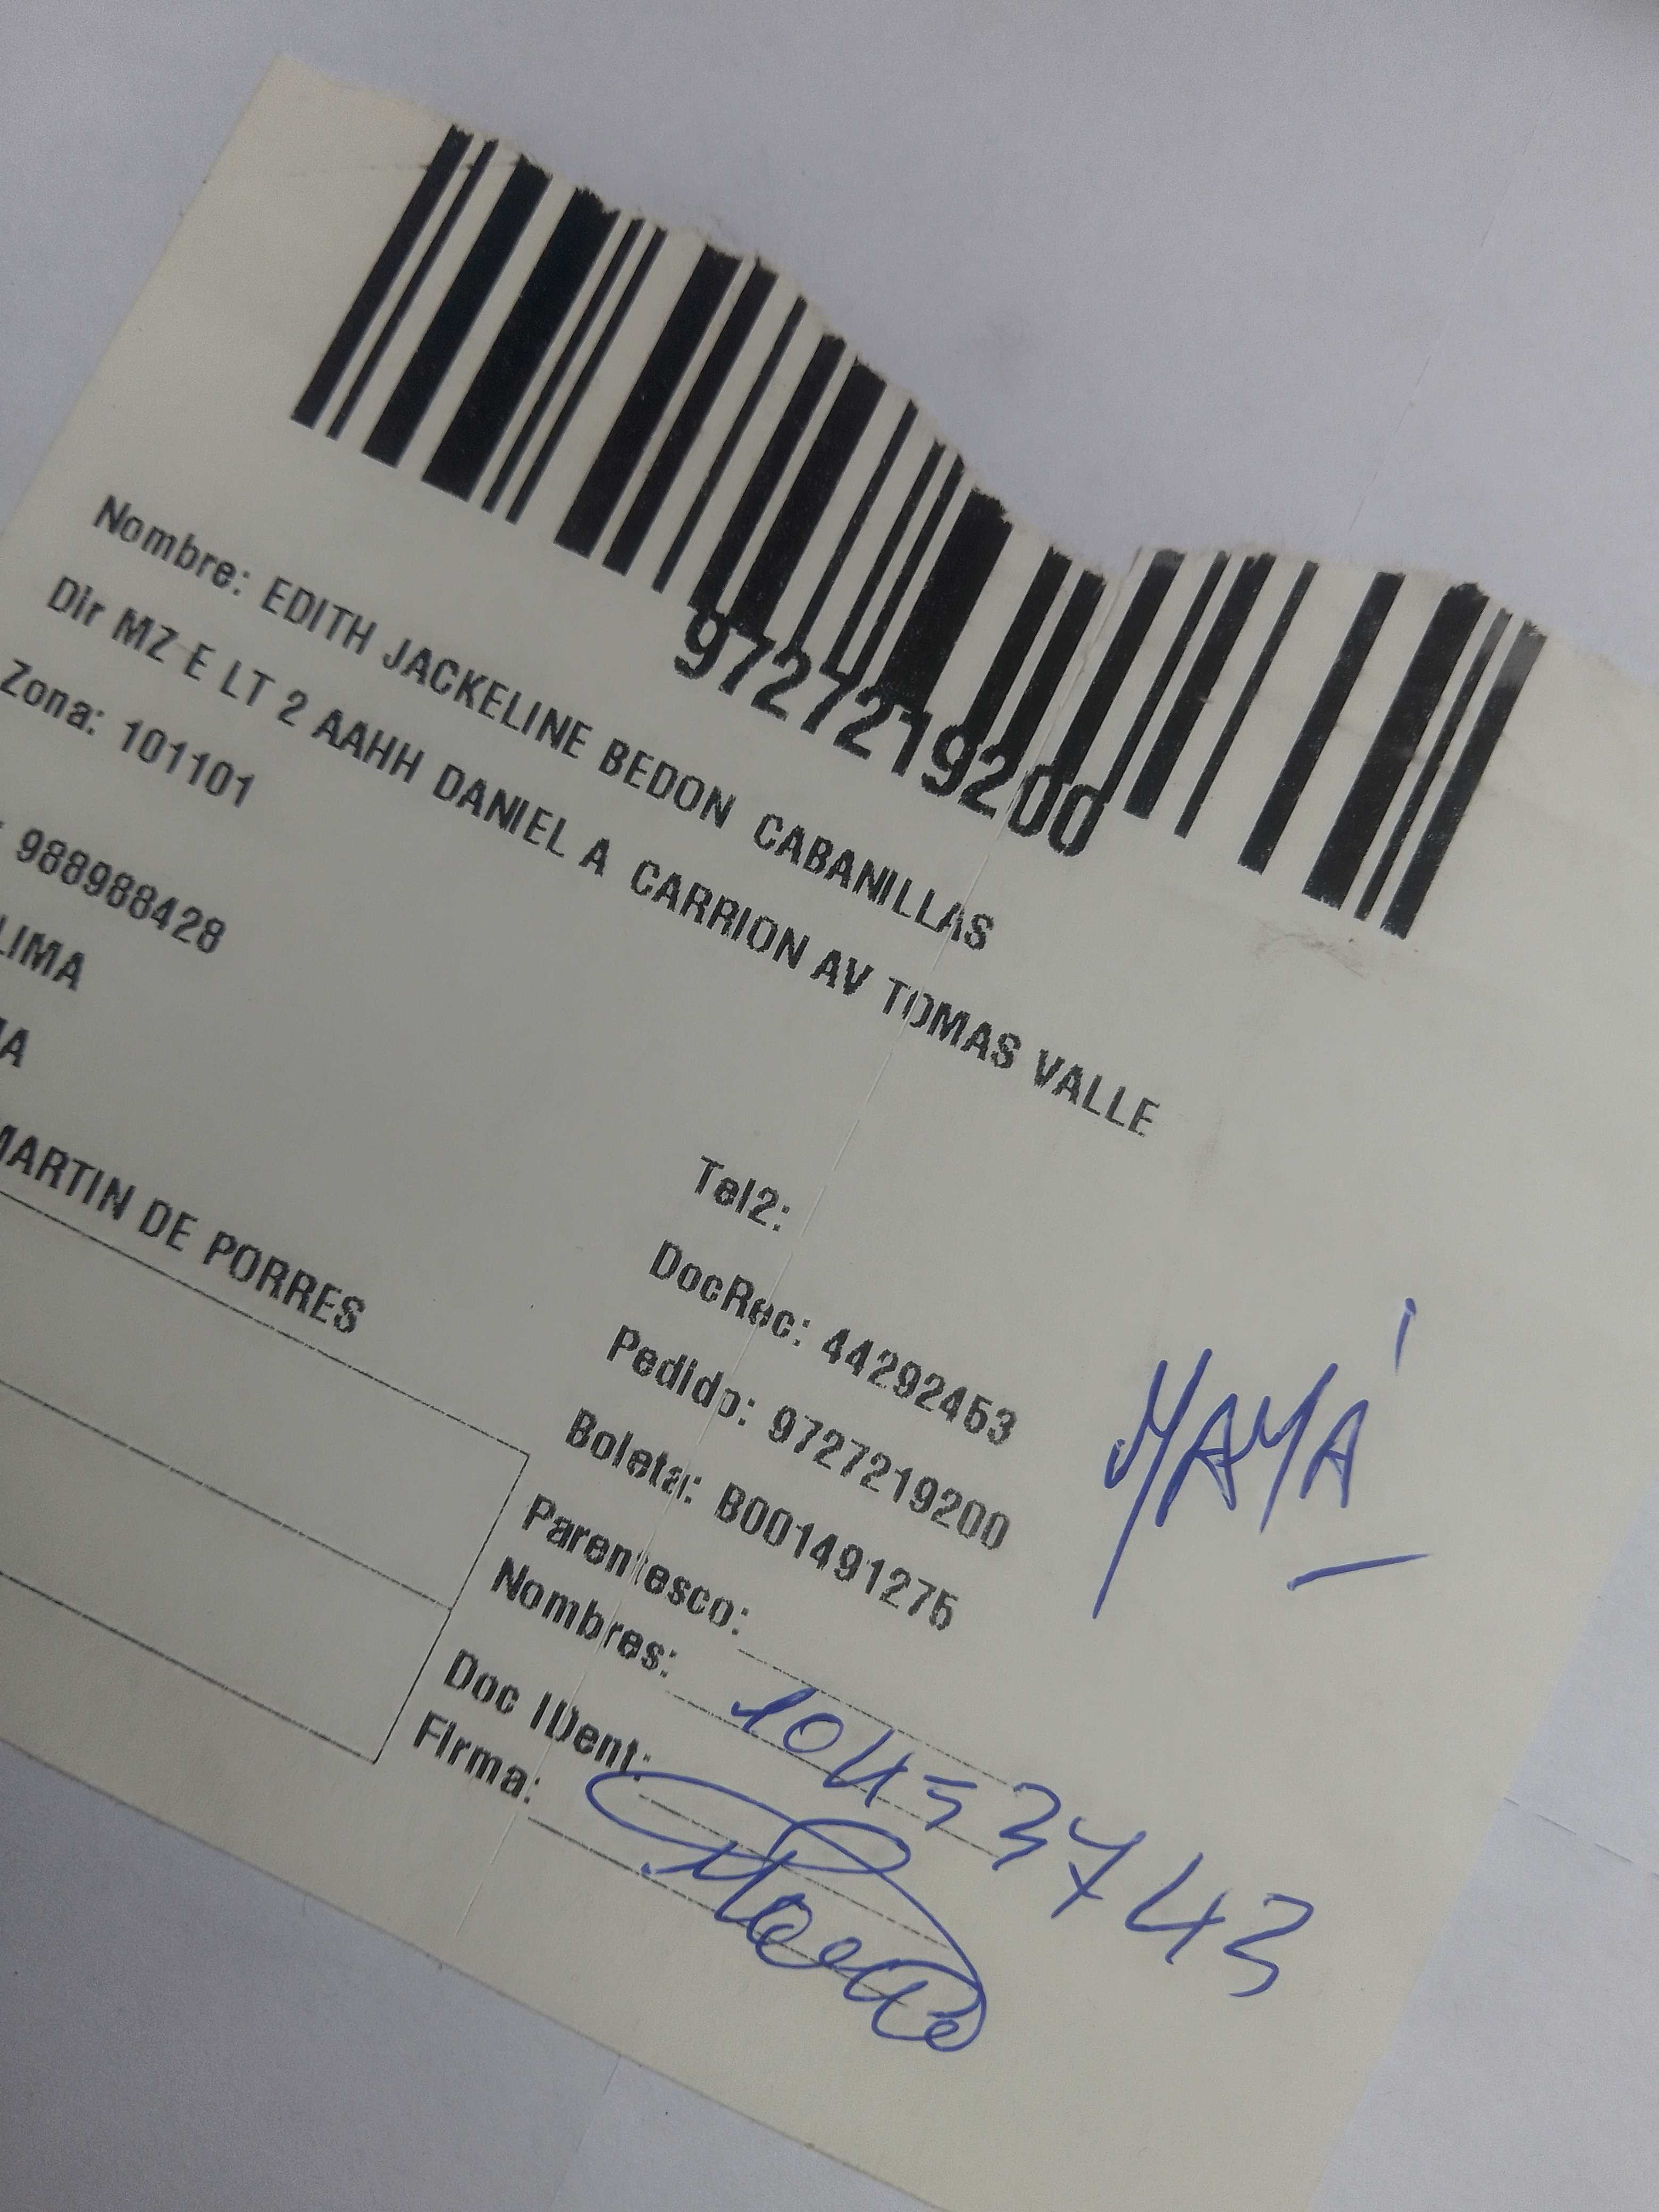 9727219200
Nombre: EDITH JACKELINE BEDON CABANILLAS
Dir MZ E LT 2 AAHH DANIEL A CARRION AV TOMAS VALLE
Zona: 101101
988988428
LIMA
MARTIN DE PORRES
Tel2:
DocRec: 44292453
Pedido: 9727219200
Boleta: B001491275
MAMÁ
Parentesco:
Nombres:
10453743
Doc IDent:
Firma: